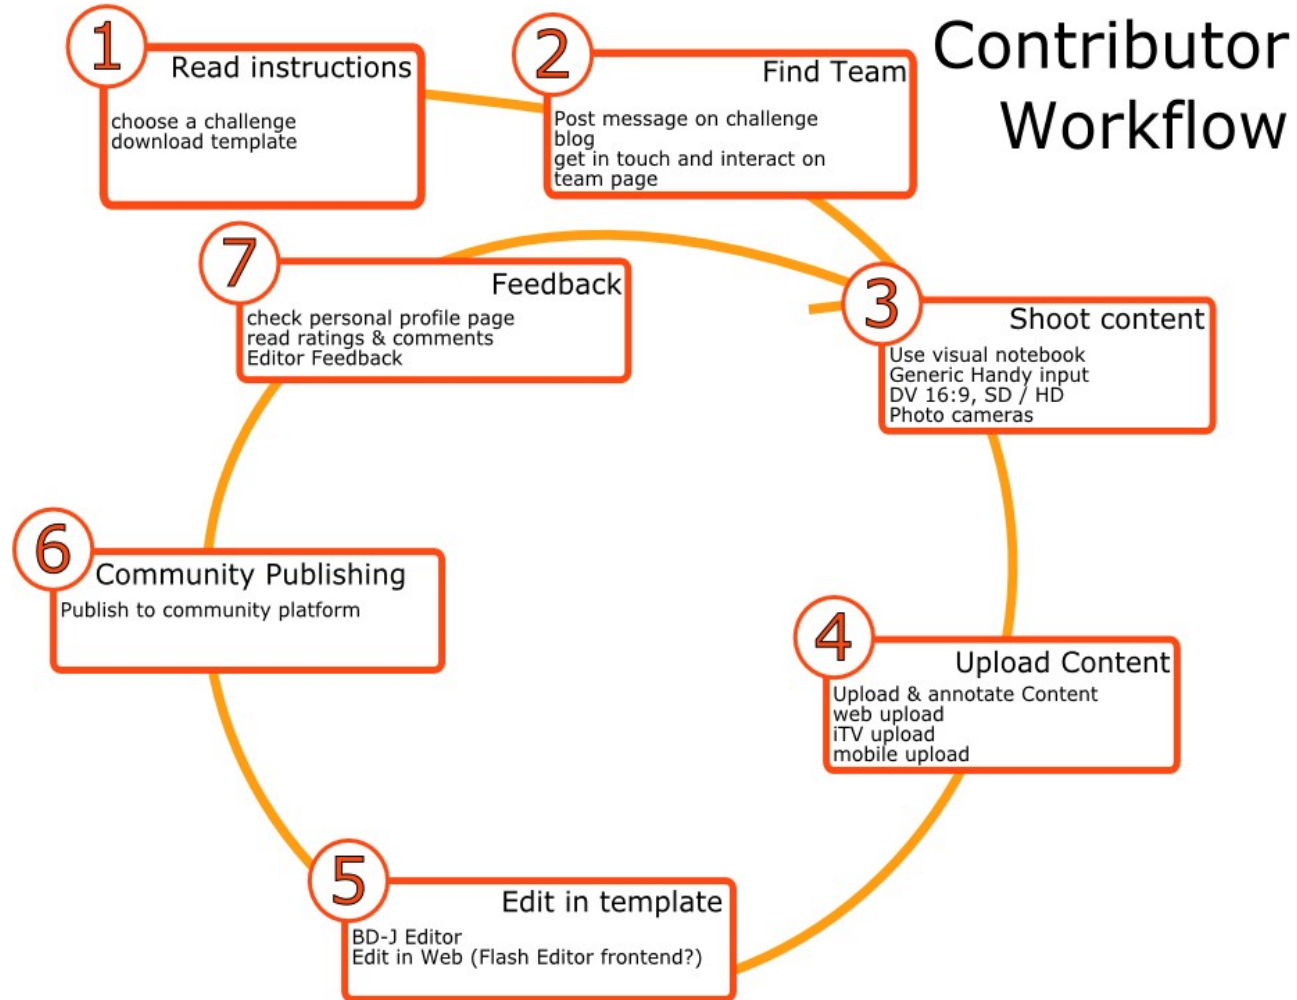 Contributor
Workflow
1
Read instructions
choose a challenge
download template
2
Find Team
Post message on challenge
blog
get in touch and interact on
team page
3
Shoot content
Use visual notebook
Generic Handy input
DV 16:9, SD / HD
Photo cameras
4
Upload Content
Upload & annotate Content
web upload
iTV upload
mobile upload
5
Edit in template
BD-J Editor
Edit in Web (Flash Editor frontend?)
6
Community Publishing
Publish to community platform
7
Feedback
check personal profile page
read ratings & comments
Editor Feedback